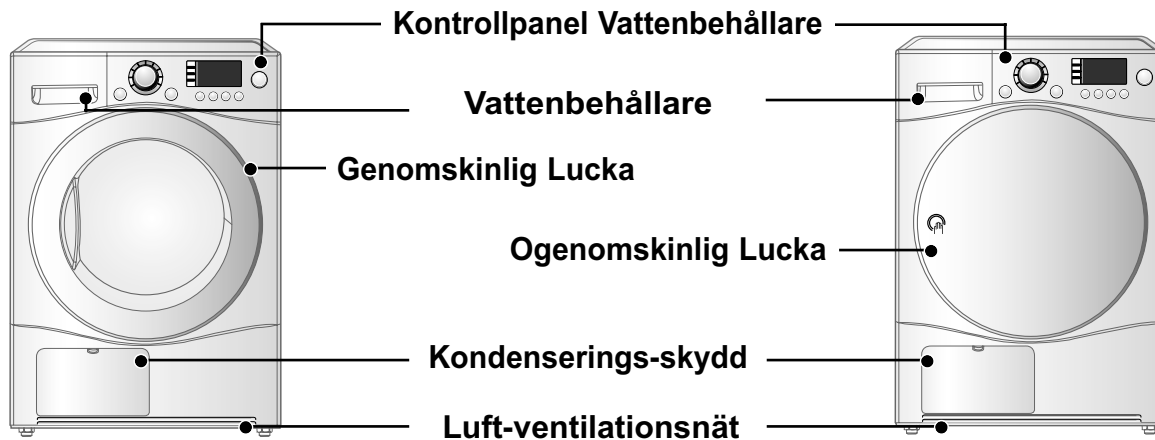 Kontrollpanel Vattenbehållare
Vattenbehållare
Genomskinlig Lucka
Ogenomskinlig Lucka
Kondenserings-skydd
Luft-ventilationsnät